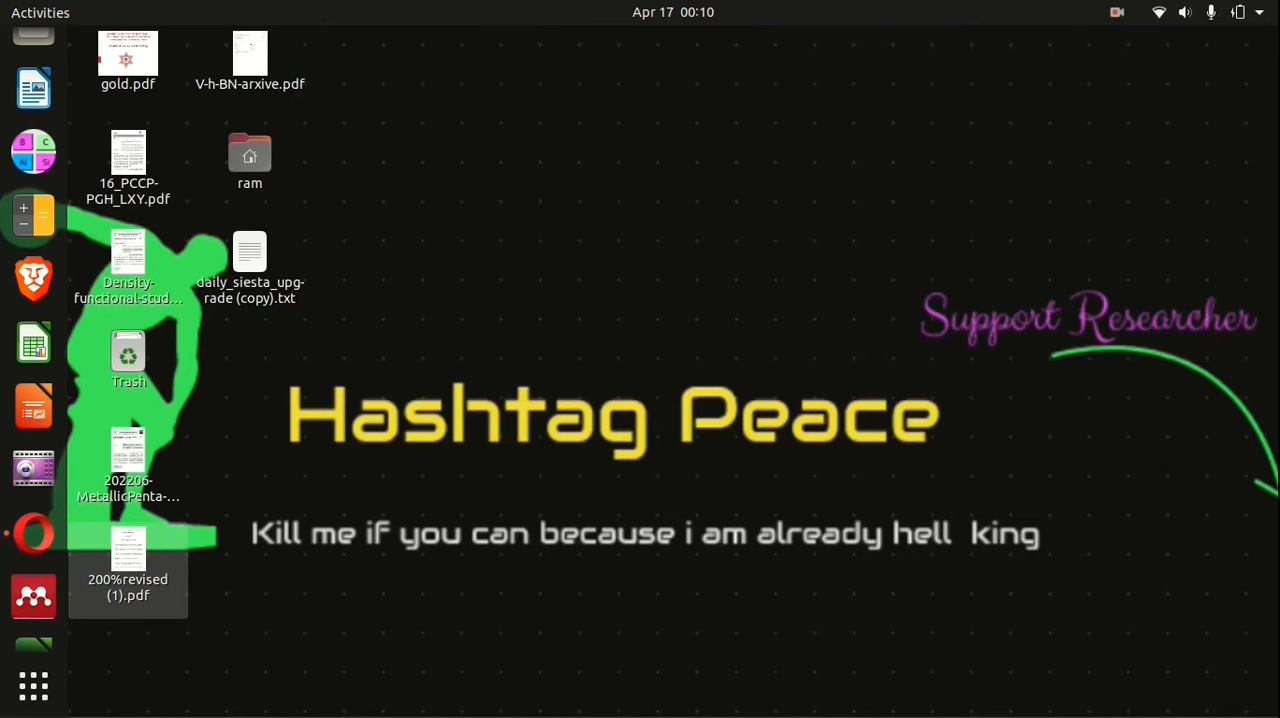 Activities
Apr 17 00:10
gold.pdf
V-h-BN-arxive.pdf
16_PCCP-
PGH_LXY.pdf
ram
Density-
functional-stud...
daily_siesta_upg-
rade (copy).txt
Trash
Support Researcher
Hashtag Peace
202206-
MetallicPenta-...
Kill me if you can because i am already hell king
200%revised
(1).pdf
B C
Al Si